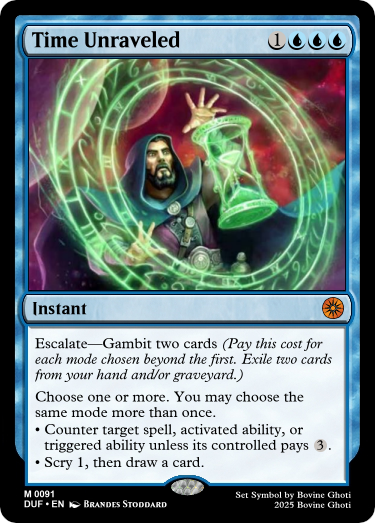 Time Unraveled
1
Instant
Escalate—Gambit two cards (Pay this cost for
each mode chosen beyond the first. Exile two cards
from your hand and/or graveyard.)
Choose one or more. You may choose the
same mode more than once.
• Counter target spell, activated ability, or
triggered ability unless its controlled pays 3.
• Scry 1, then draw a card.
M 0091
DUF • EN Brandes Stoddard
Set Symbol by Bovine Ghoti
2025 Bovine Ghoti